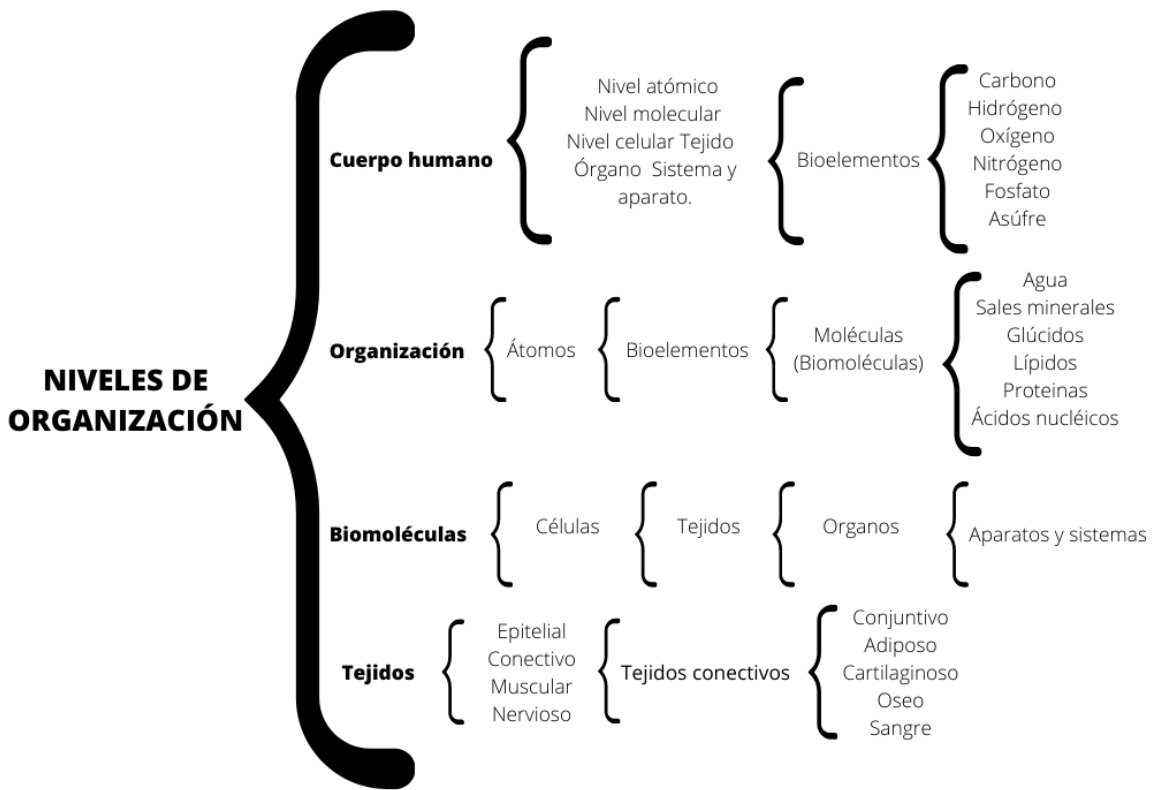 NIVELES DE
ORGANIZACIÓN
Cuerpo humano
Nivel atómico
Nivel molecular
Nivel celular Tejido
Órgano Sistema y
aparato.
Bioelementos
Carbono
Hidrógeno
Oxígeno
Nitrógeno
Fosfato
Asúfre
Organización
Átomos
Bioelementos
Moléculas
(Biomoléculas)
Agua
Sales minerales
Glúcidos
Lípidos
Proteinas
Ácidos nucléicos
Biomoléculas
Células
Tejidos
Organos
Aparatos y sistemas
Tejidos
Epitelial
Conectivo
Muscular
Nervioso
Tejidos conectivos
Conjuntivo
Adiposo
Cartilaginoso
Oseo
Sangre